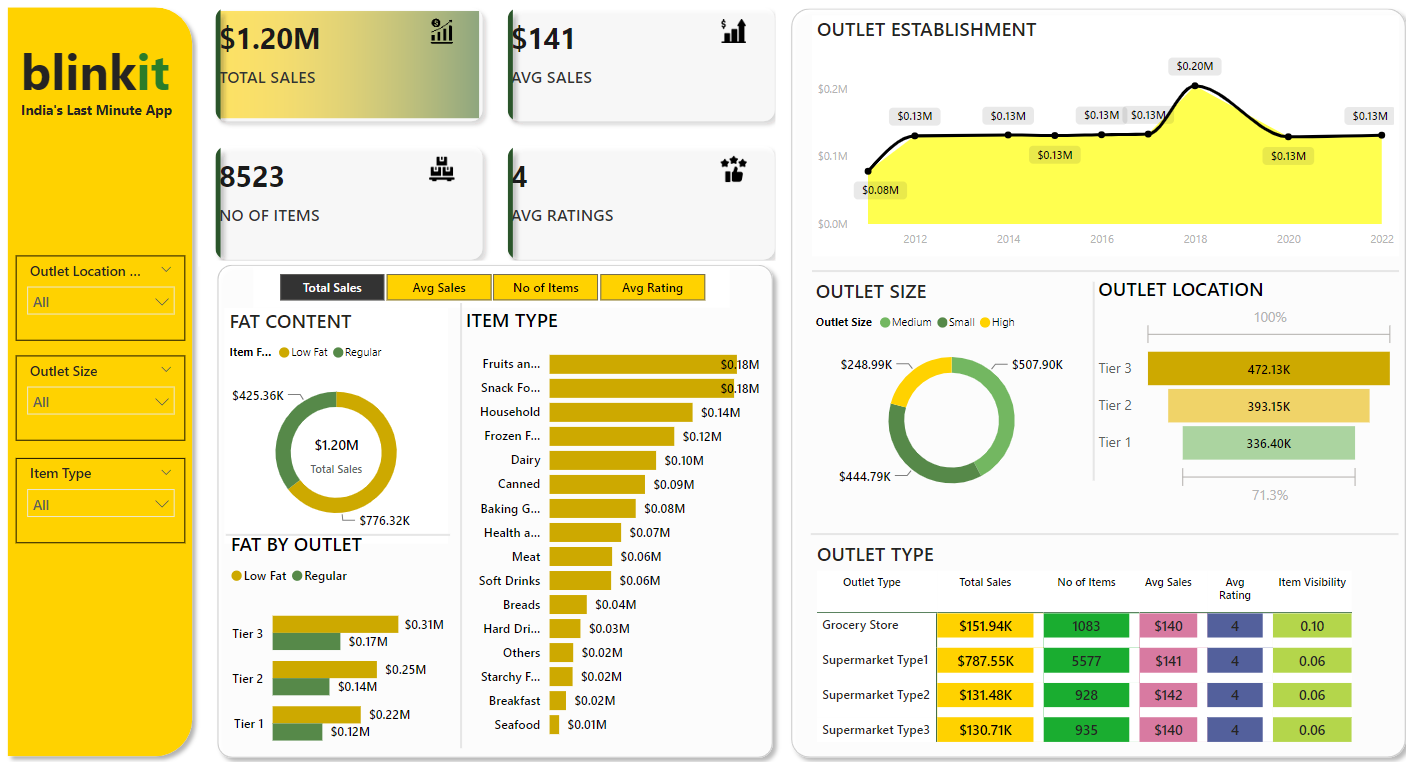 blinkit
India's Last Minute App
Outlet Location ...
All
Outlet Size
All
Item Type
All
$1.20M
TOTAL SALES
$141
AVG SALES
8523
NO OF ITEMS
4
AVG RATINGS
Total Sales
Avg Sales
No of Items
Avg Rating
FAT CONTENT
Item F... Low Fat Regular
$425.36K
$1.20M
Total Sales
$776.32K
FAT BY OUTLET
Low Fat Regular
Tier 3 $0.31M
$0.17M
Tier 2 $0.25M
$0.14M
Tier 1 $0.22M
$0.12M
ITEM TYPE
Fruits an... $0.18M
Snack Fo... $0.18M
Household $0.14M
Frozen F... $0.12M
Dairy $0.10M
Canned $0.09M
Baking G... $0.08M
Health a... $0.07M
Meat $0.06M
Soft Drinks $0.06M
Breads $0.04M
Hard Dri... $0.03M
Others $0.02M
Starchy F... $0.02M
Breakfast $0.02M
Seafood $0.01M
OUTLET ESTABLISHMENT
$0.20M
$0.2M
$0.13M $0.13M $0.13M $0.13M $0.13M
$0.1M $0.13M $0.13M
$0.08M
$0.0M
2012 2014 2016 2018 2020 2022
OUTLET SIZE
Outlet Size Medium Small High
$248.99K $507.90K
$444.79K
OUTLET LOCATION
100%
Tier 3 472.13K
Tier 2 393.15K
Tier 1 336.40K
71.3%
OUTLET TYPE
Outlet Type Total Sales No of Items Avg Sales Avg Rating Item Visibility
Grocery Store $151.94K 1083 $140 4 0.10
Supermarket Type1 $787.55K 5577 $141 4 0.06
Supermarket Type2 $131.48K 928 $142 4 0.06
Supermarket Type3 $130.71K 935 $140 4 0.06